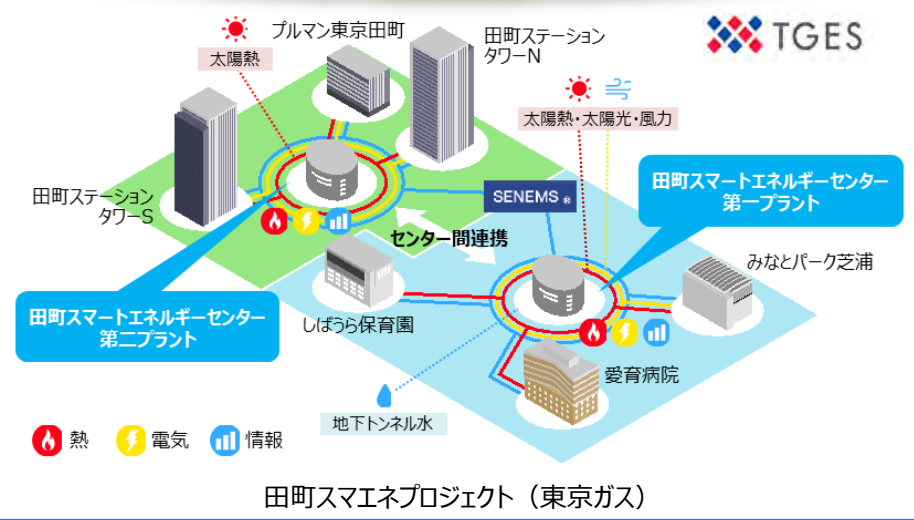 プルマン東京田町
田町ステーション
タワーN
TGES
太陽熱
太陽熱・太陽光・風力
田町スマートエネルギーセンター
第一プラント
田町ステーション
タワーS
SENEMS ®
センター間連携
みなとパーク芝浦
田町スマートエネルギーセンター
第二プラント
しばうら保育園
愛育病院
地下トンネル水
熱 電気 情報
田町スマエネプロジェクト（東京ガス）